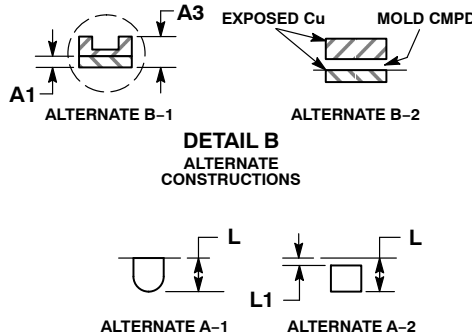 A3
EXPOSED Cu
MOLD CMPD
A1
ALTERNATE B−1
ALTERNATE B−2
DETAIL B
ALTERNATE
CONSTRUCTIONS
L
L
L1
ALTERNATE A−1
ALTERNATE A−2